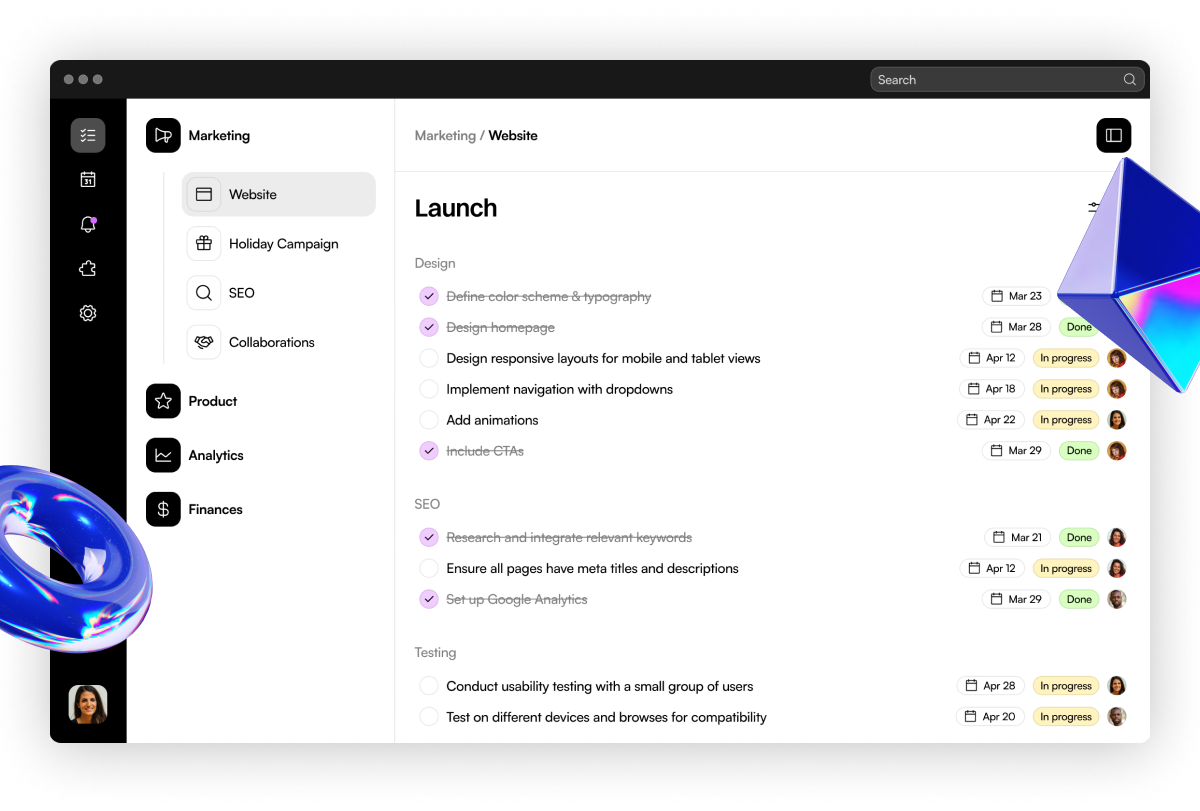 Search
Marketing
Marketing / Website
31
Website
Launch
Holiday Campaign
Design
SEO
Define color scheme & typography Mar 23
Design homepage Mar 28 Done
Collaborations
Design responsive layouts for mobile and tablet views Apr 12 In progress
Implement navigation with dropdowns Apr 18 In progress
Product
Add animations Apr 22 In progress
Analytics
Include CTAs Mar 29 Done
Finances
SEO
Research and integrate relevant keywords Mar 21 Done
Ensure all pages have meta titles and descriptions Apr 12 In progress
Set up Google Analytics Mar 29 Done
Testing
Conduct usability testing with a small group of users Apr 28 In progress
Test on different devices and browses for compatibility Apr 20 In progress